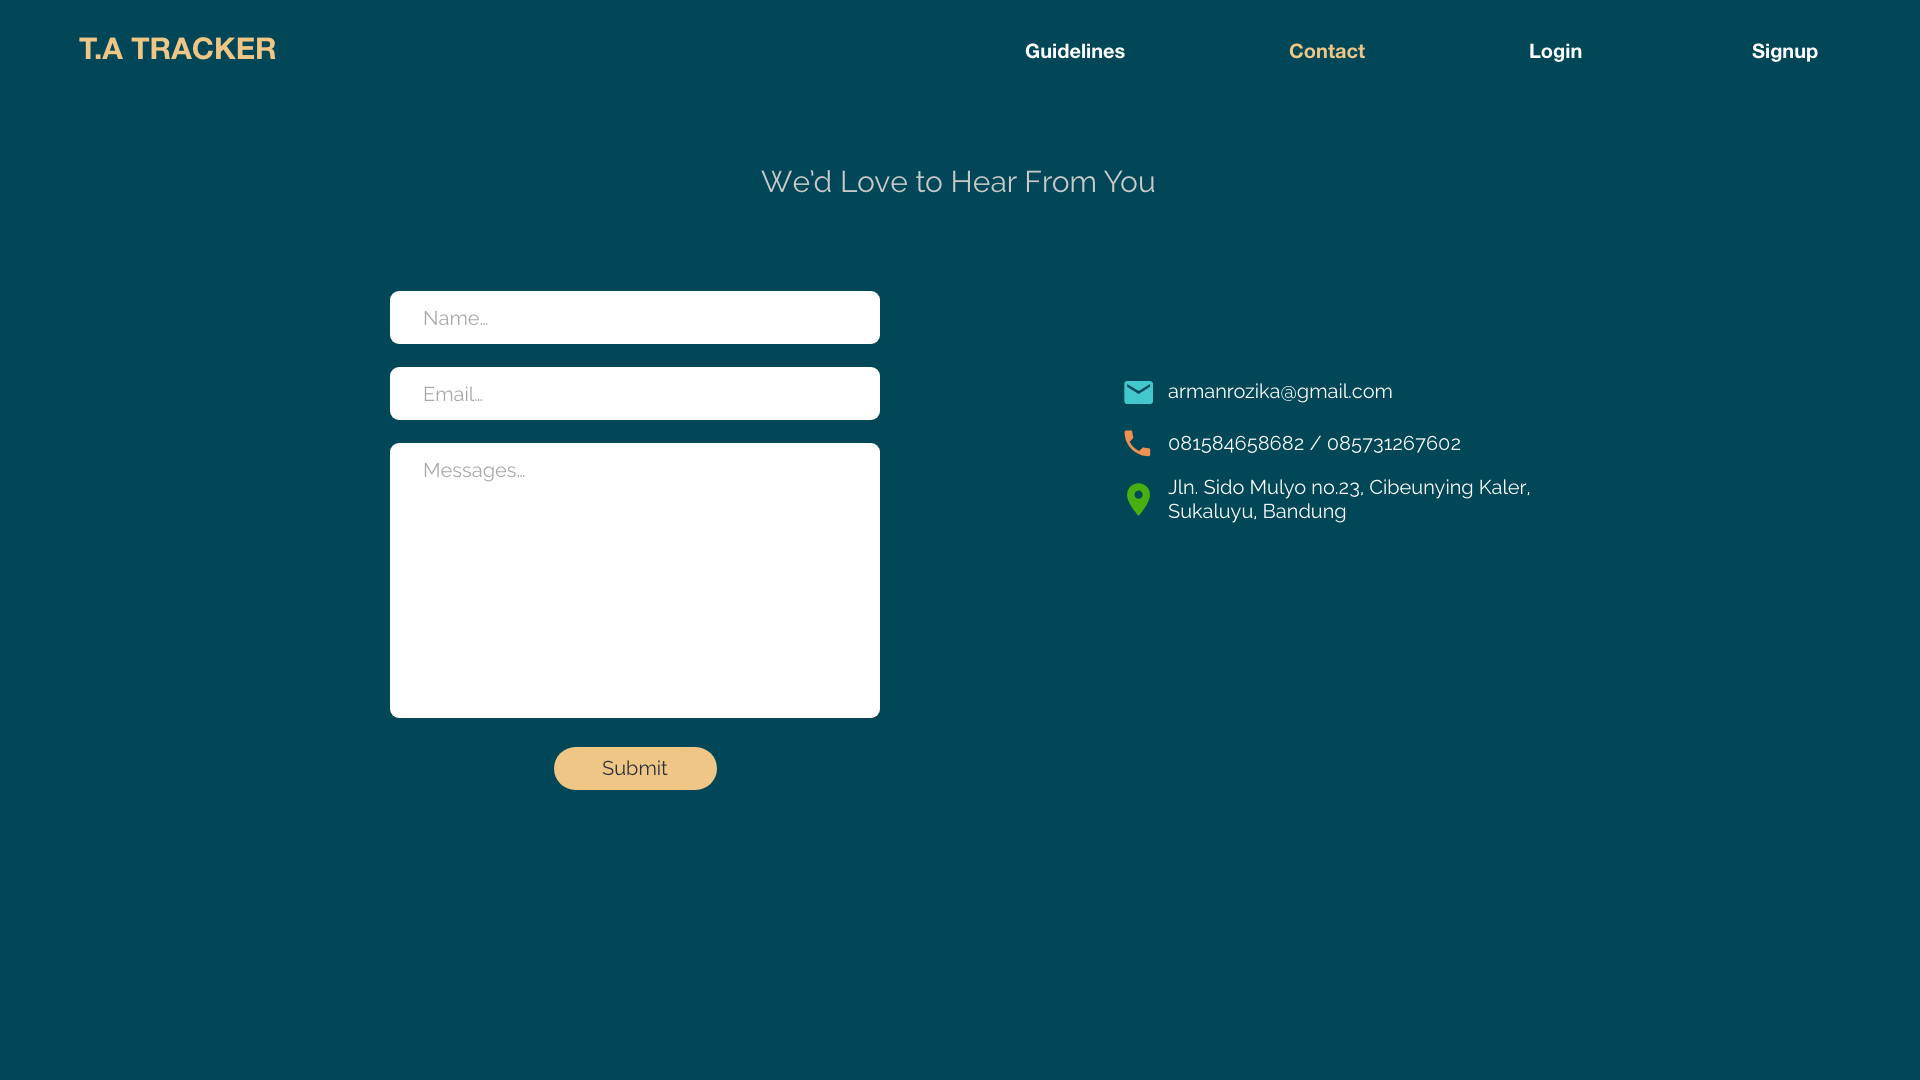 T.A TRACKER
Guidelines
Contact
Login
Signup
We'd Love to Hear From You
Name...
Email...
Messages...
Submit
armanrozika@gmail.com
081584658682 / 085731267602
Jln. Sido Mulyo no.23, Cibeunying Kaler,
Sukaluyu, Bandung